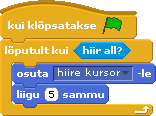 kui klõpsatakse
lõputult kui hiir all?
osuta hiire kursor -le
liigu 5 sammu